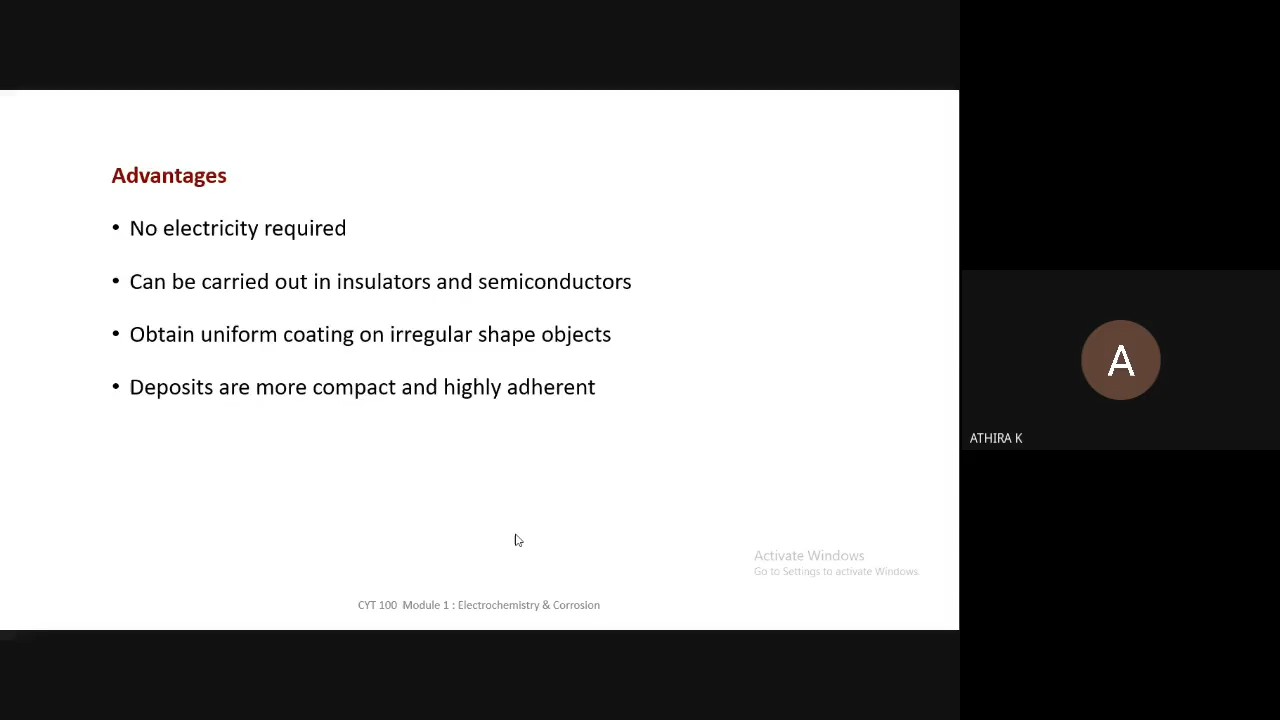 Advantages
• No electricity required
• Can be carried out in insulators and semiconductors
• Obtain uniform coating on irregular shape objects
• Deposits are more compact and highly adherent
A
ATHIRA K
Activate Windows
Go to Settings to activate Windows.
CYT 100 Module 1 : Electrochemistry & Corrosion